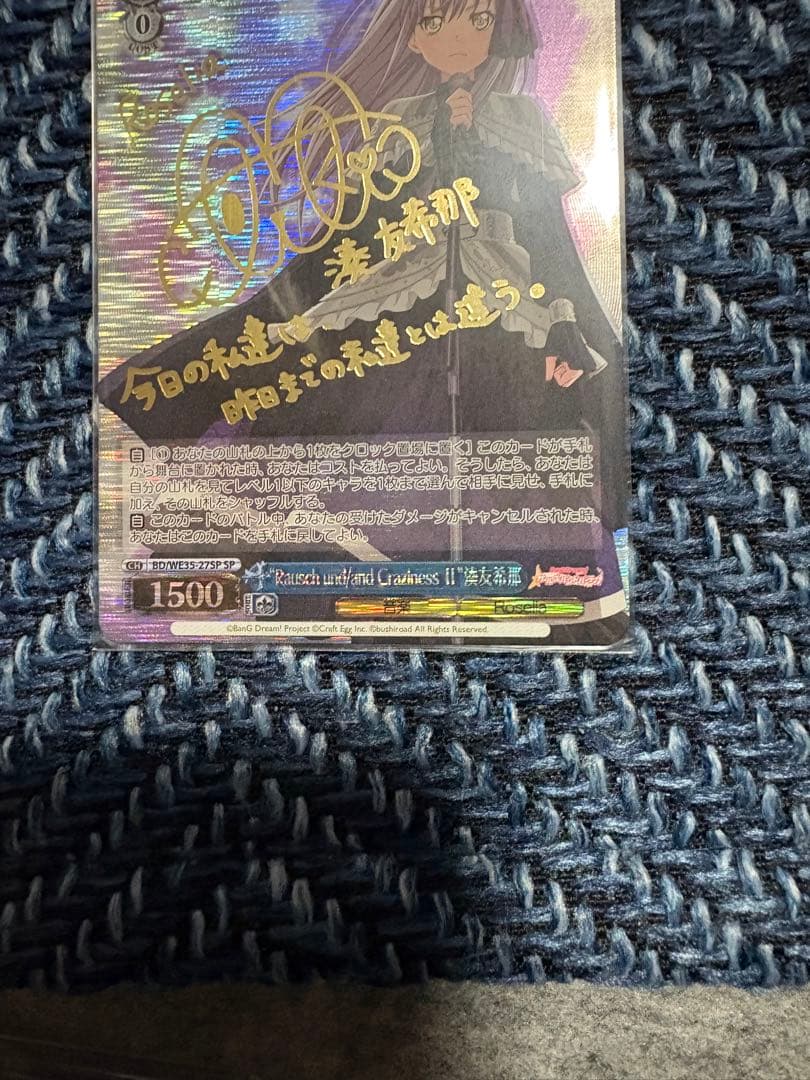 0
COST
Roselia
湊 友希那
今日の私達は
昨日までの私達とは違う。
自 [① あなたの山札の上から1枚をクロック置場に置く] このカードが手札
から舞台に置かれた時、あなたはコストを払ってよい。そうしたら、あなたは
自分の山札を見てレベル1以下のキャラを1枚まで選んで相手に見せ、手札に
加え、その山札をシャッフルする。
自 このカードのバトル中、あなたの受けたダメージがキャンセルされた時、
あなたはこのカードを手札に戻してよい。
GH BD/WE35-27SP SP
1500
"Rausch und/and Craziness Ⅱ"湊友希那
音楽 Roselia
©BanG Dream! Project ©Craft Egg Inc. ©bushiroad All Rights Reserved.